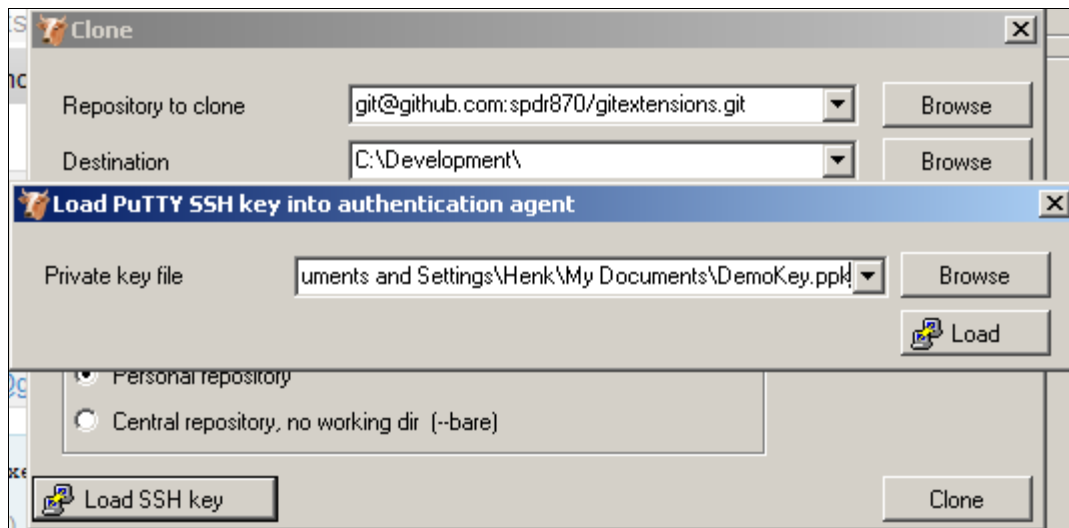 Clone
Repository to clone git@github.com:spdr870/gitextensions.git Browse
Destination C:\Development\ Browse
Load PuTTY SSH key into authentication agent
Private key file uments and Settings\Henk\My Documents\DemoKey.ppk Browse
Load
Personal repository
Central repository, no working dir (--bare)
Load SSH key Clone